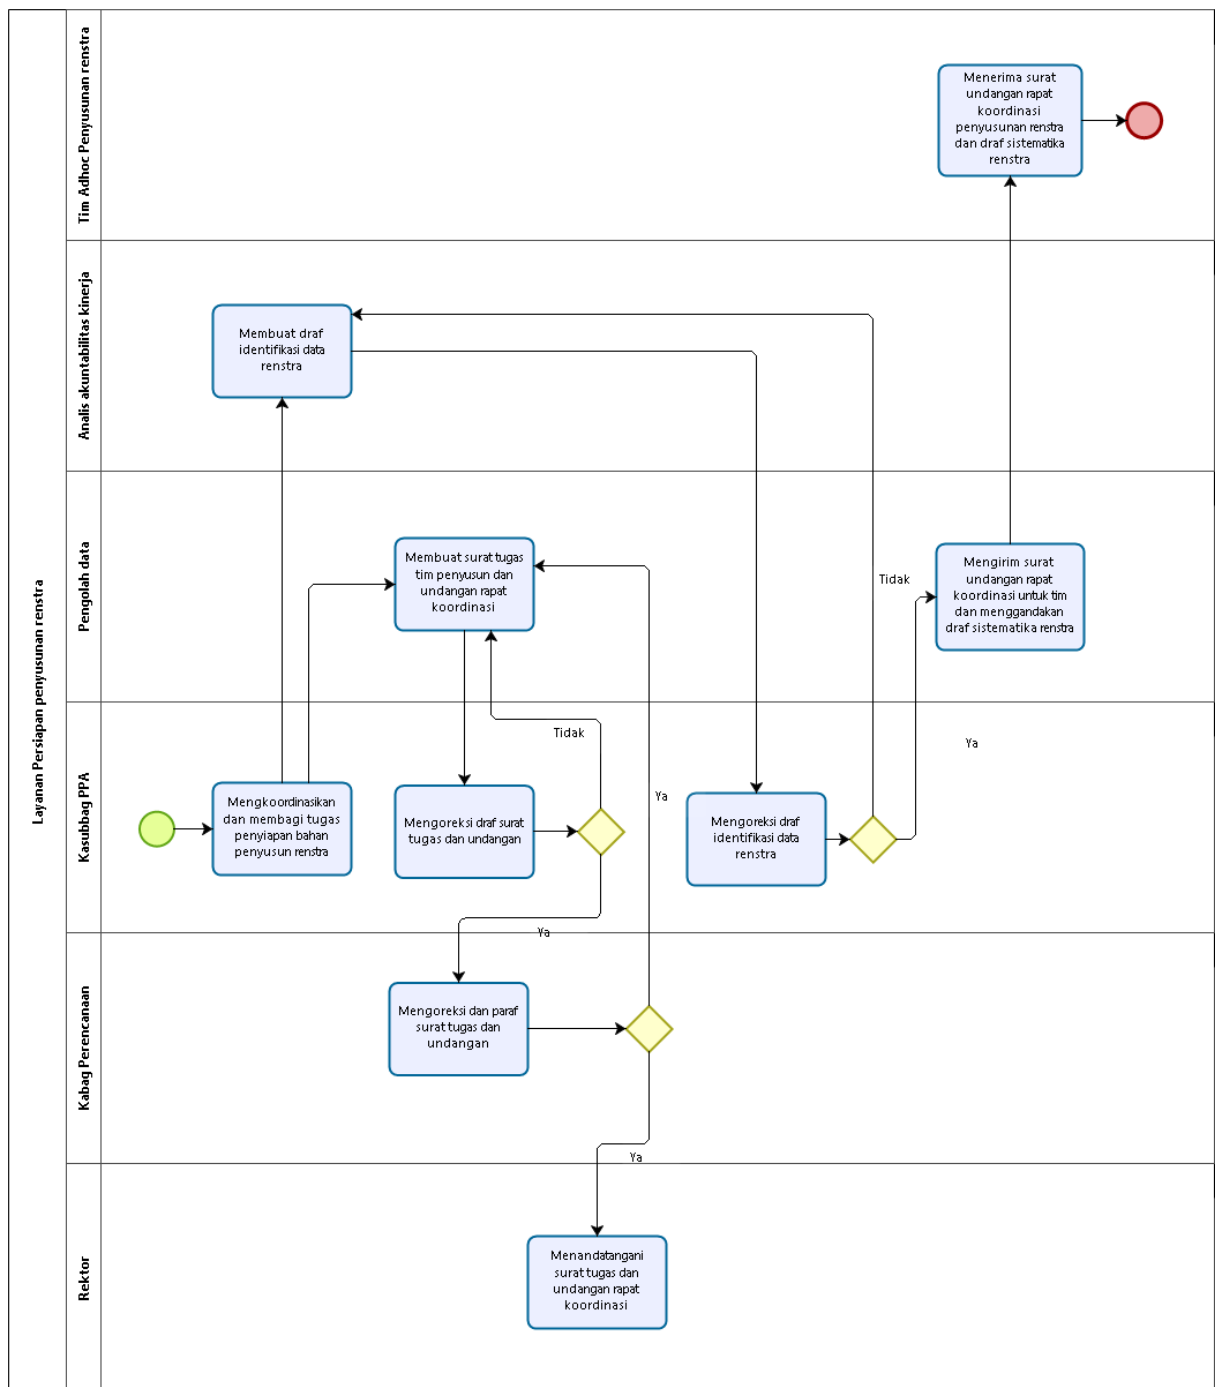 Layanan Persiapan penyusunan renstra
Tim Adhoc Penyusunan renstra
Menerima surat
undangan rapat
koordinasi
penyusunan renstra
dan draf sistematika
renstra
Analis akuntabilitas kinerja
Membuat draf
identifikasi data
renstra
Pengolah data
Membuat surat tugas
tim penyusun dan
undangan rapat
koordinasi
Tidak
Mengirim surat
undangan rapat
koordinasi untuk tim
dan menggandakan
draf sistematika renstra
Kasubbag PPA
Mengkoordinasikan
dan membagi tugas
penyiapan bahan
penyusun renstra
Mengoreksi draf surat
tugas dan undangan
Tidak
Ya
Ya
Mengoreksi draf
identifikasi data
renstra
Ya
Kabag Perencanaan
Mengoreksi dan paraf
surat tugas dan
undangan
Ya
Rektor
Menandatangani
surat tugas dan
undangan rapat
koordinasi